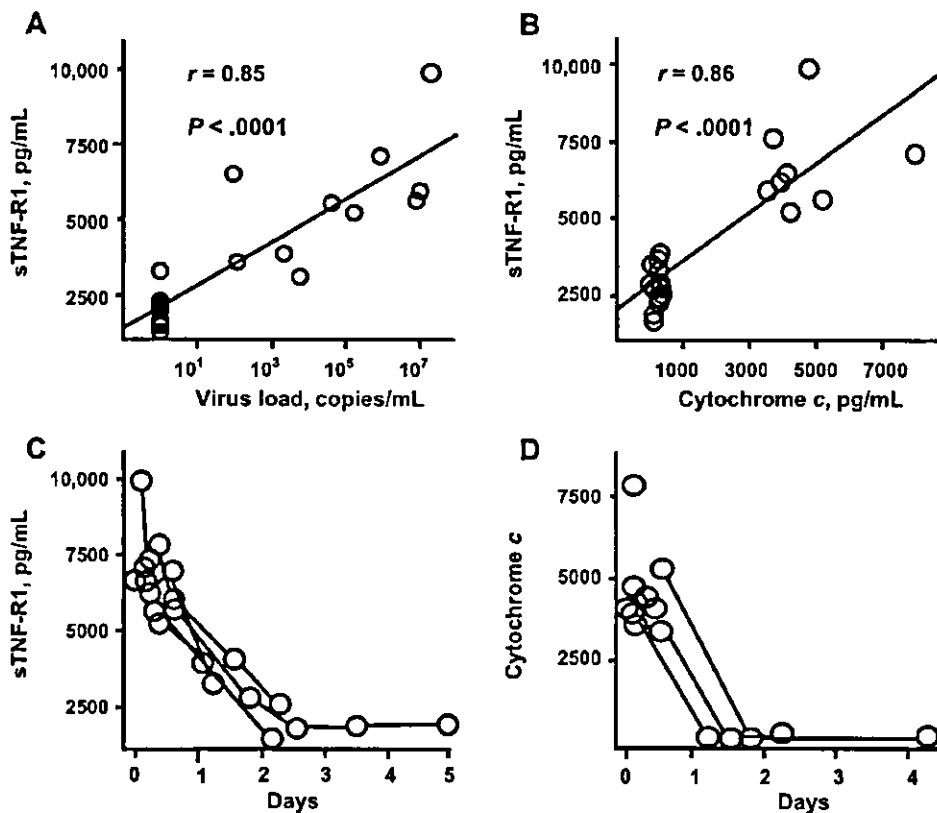 A
10,000
7500
5000
2500
sTNF-R1, pg/mL
r = 0.85
P < .0001
10¹ 10³ 10⁵ 10⁷
Virus load, copies/mL
B
10,000
7500
5000
2500
sTNF-R1, pg/mL
r = 0.86
P < .0001
1000 3000 5000 7000
Cytochrome c, pg/mL
C
10,000
7500
5000
2500
sTNF-R1, pg/mL
0 1 2 3 4 5
Days
D
7500
5000
2500
Cytochrome c
0 1 2 3 4
Days